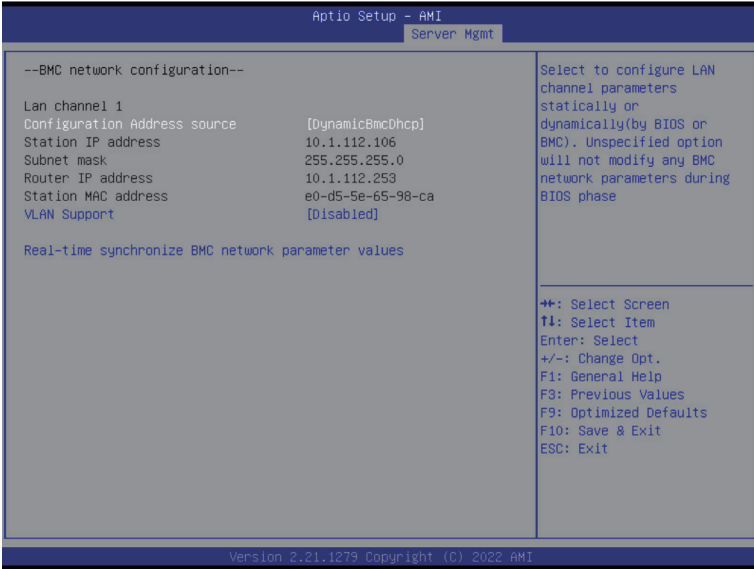 Aptio Setup – AMI
Server Mgmt
--BMC network configuration--
Lan channel 1
Configuration Address source [DynamicBmcDhcp]
Station IP address 10.1.112.106
Subnet mask 255.255.255.0
Router IP address 10.1.112.253
Station MAC address e0-d5-5e-65-98-ca
VLAN Support [Disabled]
Real-time synchronize BMC network parameter values
Select to configure LAN
channel parameters
statically or
dynamically(by BIOS or
BMC). Unspecified option
will not modify any BMC
network parameters during
BIOS phase
→←: Select Screen
↑↓: Select Item
Enter: Select
+/-: Change Opt.
F1: General Help
F3: Previous Values
F9: Optimized Defaults
F10: Save & Exit
ESC: Exit
Version 2.21.1279 Copyright (C) 2022 AMI